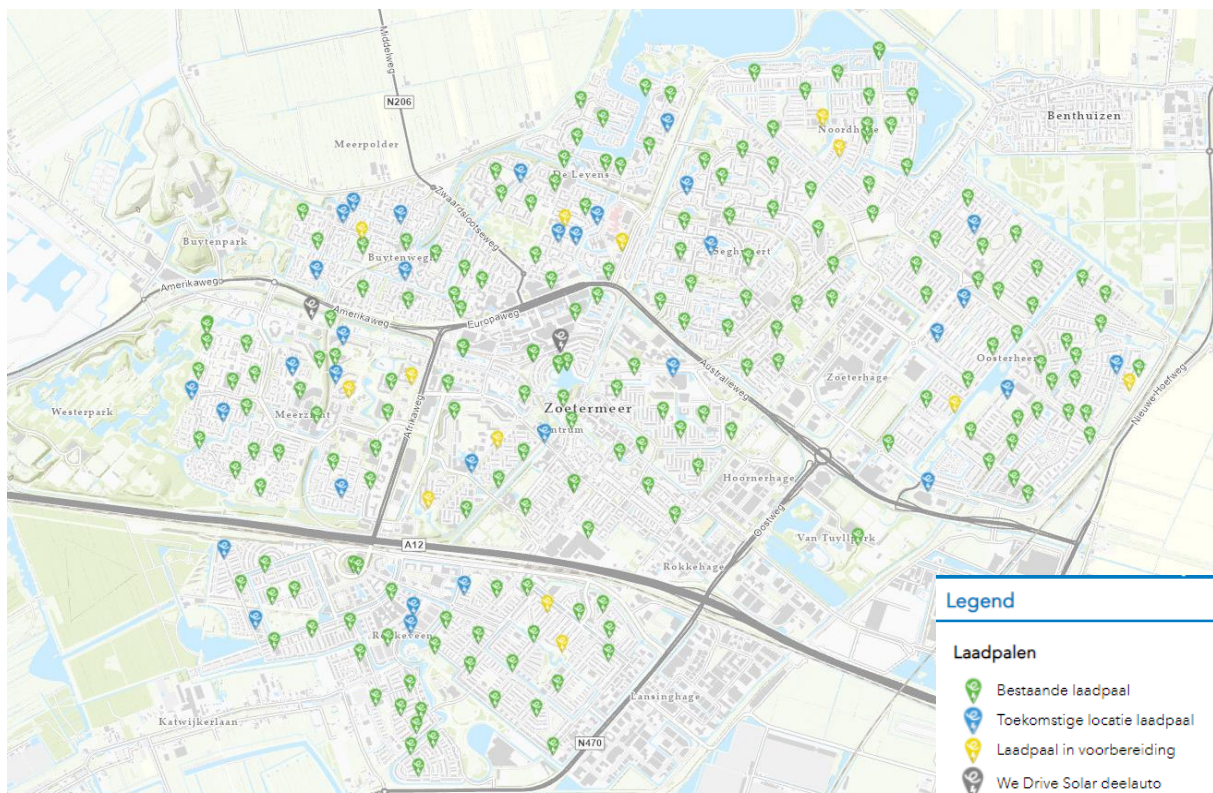 Middelweg
N206
Meerpolder
Benthuizen
Noordhove
De Leyens
Zwaardslootseweg
Buytenpark
Buytenwegh
Seghwaert
Amerikaweg
Amerikaweg
Europaweg
Australiëweg
Oosterheem
Zoeterhage
Nieuwe-Hoefweg
Westerpark
Meerzicht
Afrikaweg
Zoetermeer
Centrum
Hoornerhage
Oostweg
Van Tuyllpark
A12
Rokkehage
Rokkeveen
Lansinghage
Katwijkerlaan
N470
Legend
Laadpalen
Bestaande laadpaal
Toekomstige locatie laadpaal
Laadpaal in voorbereiding
We Drive Solar deelauto